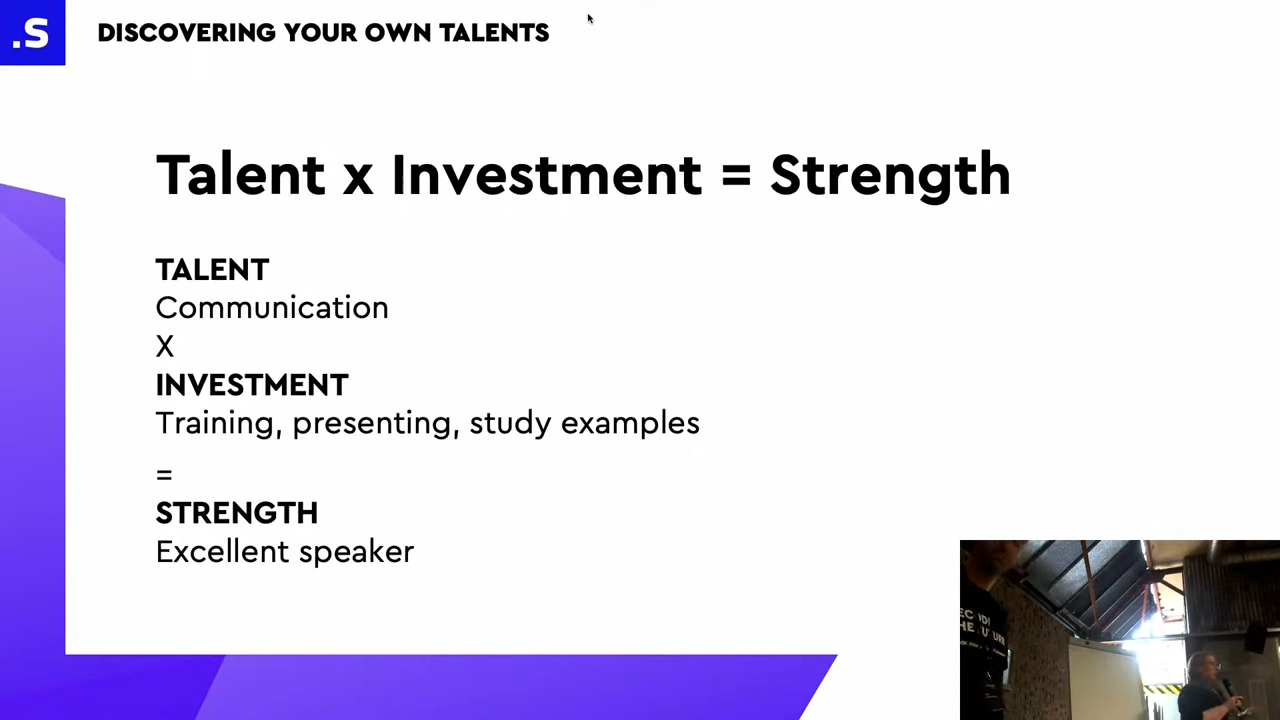 .S
DISCOVERING YOUR OWN TALENTS
Talent x Investment = Strength
TALENT
Communication
X
INVESTMENT
Training, presenting, study examples
=
STRENGTH
Excellent speaker